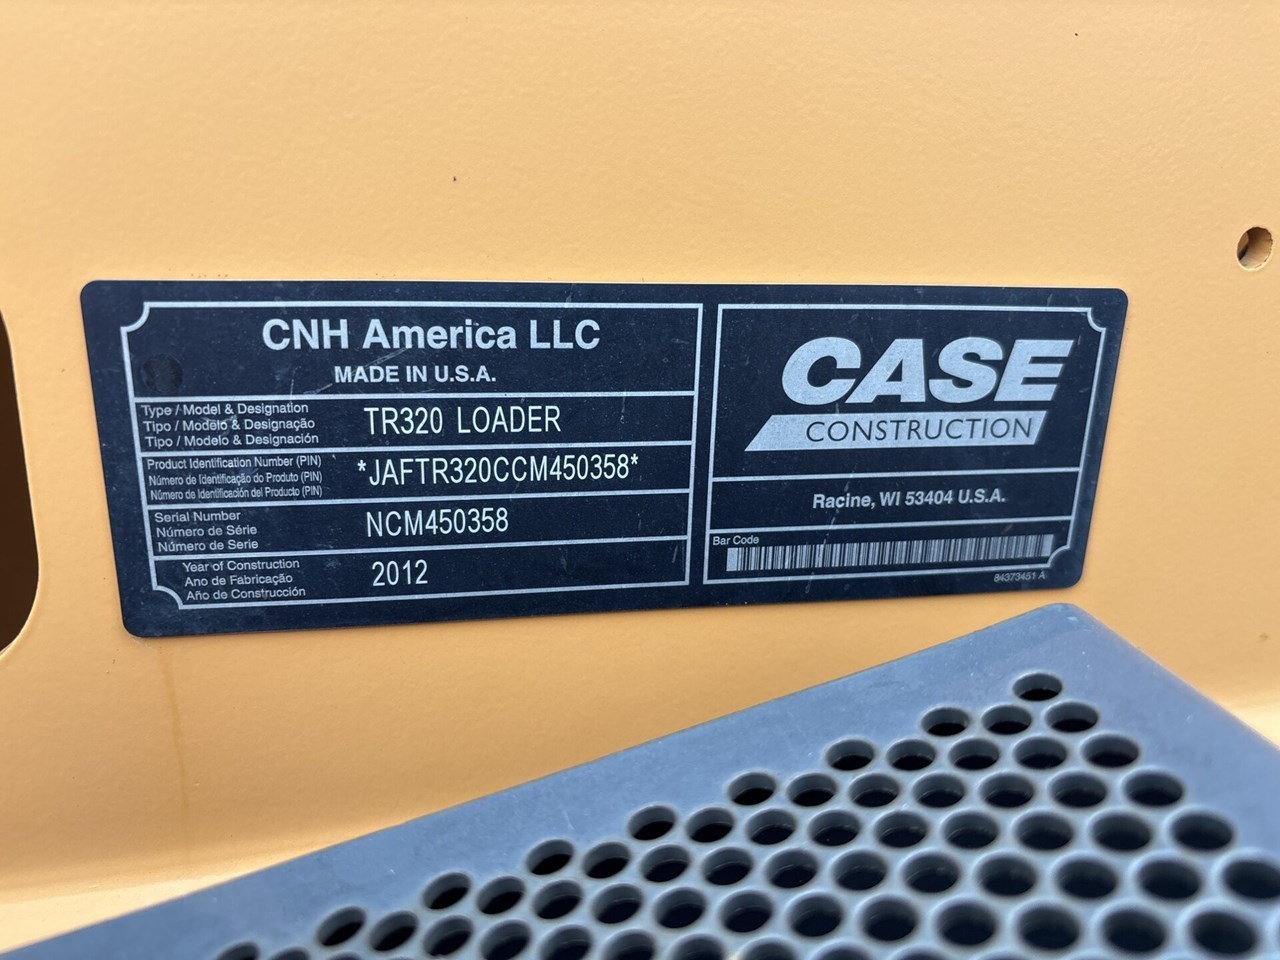 CNH America LLC
MADE IN U.S.A.
Type / Model & Designation
Tipo / Modelo & Designação
Tipo / Modelo & Designación
TR320 LOADER
Product Identification Number (PIN)
Número de Identificação do Produto (PIN)
Número de Identificación del Producto (PIN)
*JAFTR320CCM450358*
Serial Number
Número de Série
Número de Serie
NCM450358
Year of Construction
Ano de Fabricação
Año de Construcción
2012
CASE
CONSTRUCTION
Racine, WI 53404 U.S.A.
Bar Code
84373451 A